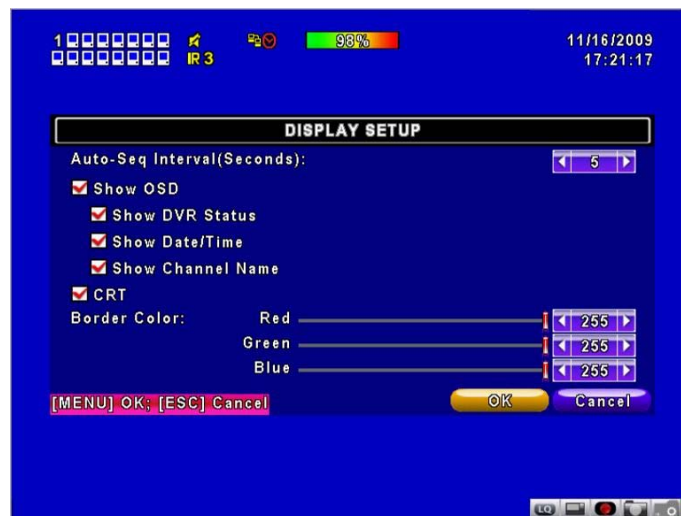 1
IR 3
98%
11/16/2009
17:21:17
DISPLAY SETUP
Auto-Seq Interval(Seconds):
5
Show OSD
Show DVR Status
Show Date/Time
Show Channel Name
CRT
Border Color: Red 255
Green 255
Blue 255
[MENU] OK; [ESC] Cancel
OK
Cancel
LQ